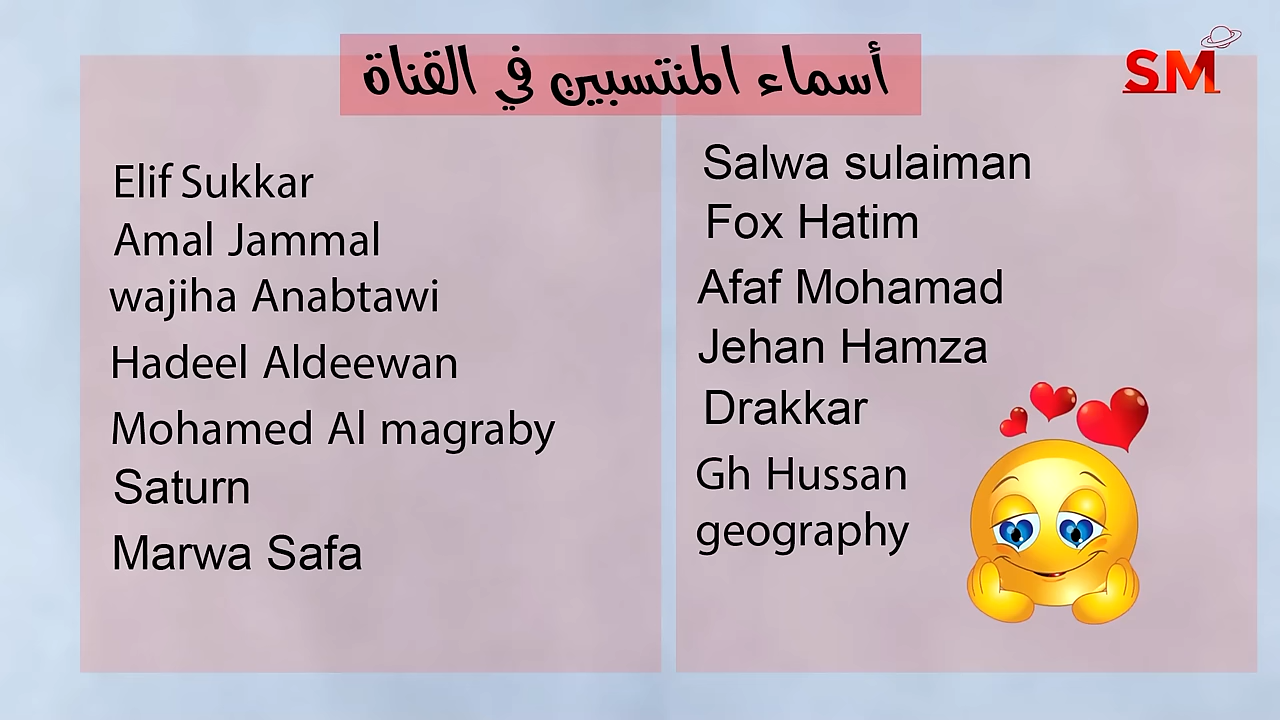 أسماء المنتسبين في القناة
SM
Elif Sukkar
Amal Jammal
wajiha Anabtawi
Hadeel Aldeewan
Mohamed Al magraby
Saturn
Marwa Safa
Salwa sulaiman
Fox Hatim
Afaf Mohamad
Jehan Hamza
Drakkar
Gh Hussan
geography